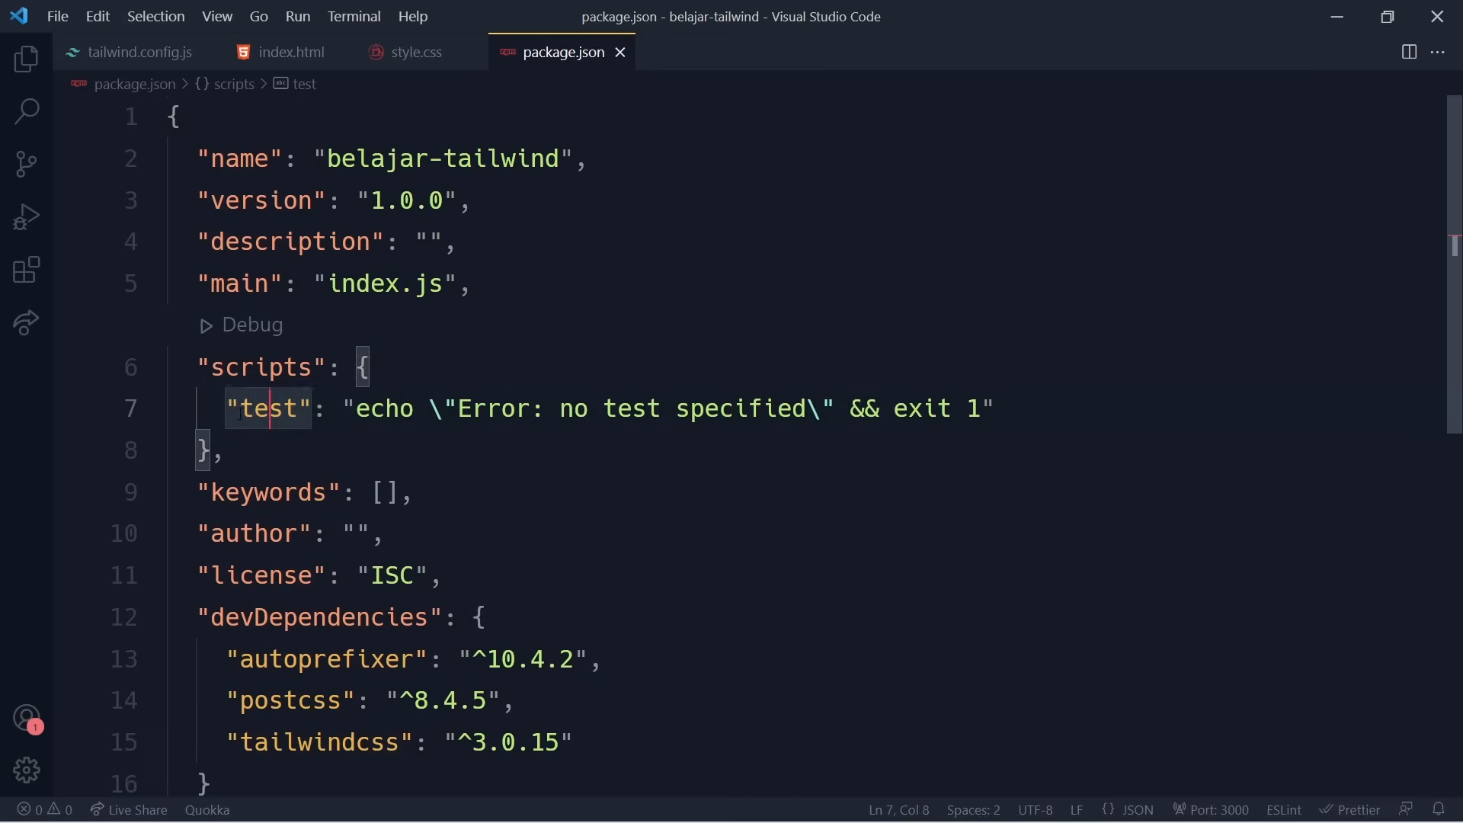 File Edit Selection View Go Run Terminal Help package.json - belajar-tailwind - Visual Studio Code
tailwind.config.js index.html style.css package.json
package.json > {} scripts > test
1 {
2 "name": "belajar-tailwind",
3 "version": "1.0.0",
4 "description": "",
5 "main": "index.js",
Debug
6 "scripts": {
7 "test": "echo \"Error: no test specified\" && exit 1"
8 },
9 "keywords": [],
10 "author": "",
11 "license": "ISC",
12 "devDependencies": {
13 "autoprefixer": "^10.4.2",
14 "postcss": "^8.4.5",
15 "tailwindcss": "^3.0.15"
16 }
1
0 0 Live Share Quokka Ln 7, Col 8 Spaces: 2 UTF-8 LF {} JSON Port: 3000 ESLint Prettier